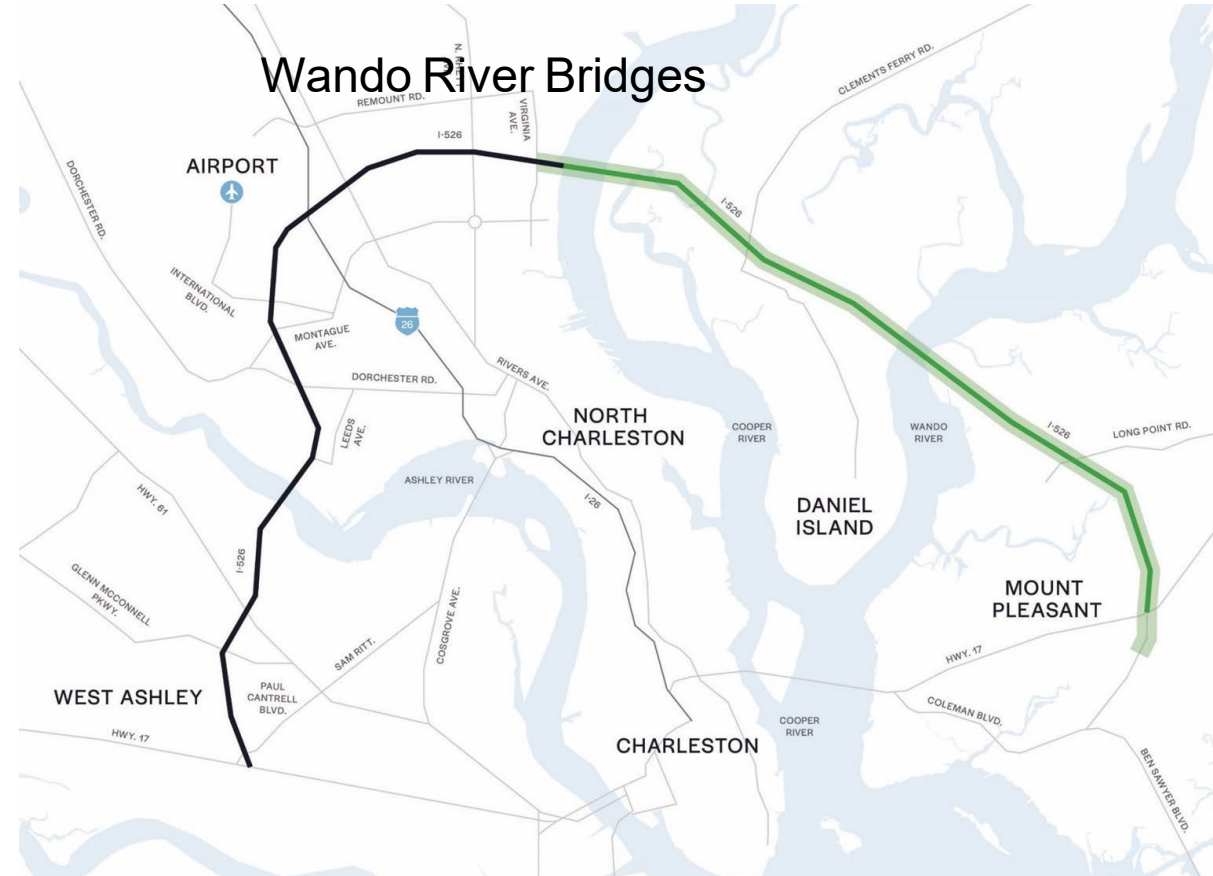 Wando River Bridges
N. RHETT
REMOUNT RD.
VIRGINIA
AVE.
CLEMENTS FERRY RD.
I-526
AIRPORT
DORCHESTER RD.
I-526
INTERNATIONAL
BLVD.
MONTAGUE
AVE.
26
DORCHESTER RD.
RIVERS AVE.
LEEDS
AVE.
NORTH
CHARLESTON
COOPER
RIVER
WANDO
RIVER
I-526
LONG POINT RD.
ASHLEY RIVER
HWY. 61
I-26
DANIEL
ISLAND
I-526
GLENN MCCONNELL
PKWY.
COSGROVE AVE.
MOUNT
PLEASANT
SAM RITT.
HWY. 17
WEST ASHLEY
PAUL
CANTRELL
BLVD.
COLEMAN BLVD.
HWY. 17
COOPER
RIVER
CHARLESTON
BEN SAWYER BLVD.